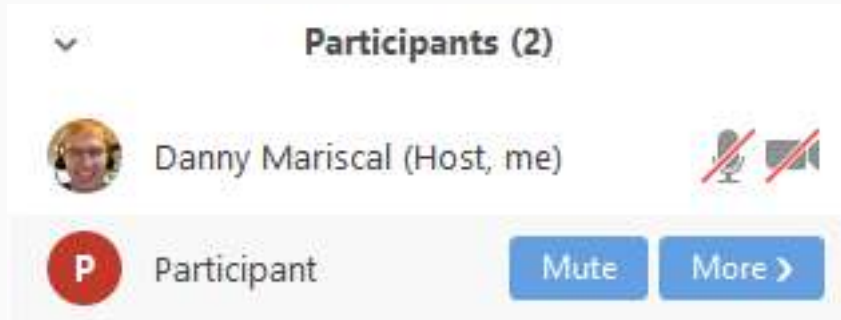 Participants (2)
Danny Mariscal (Host, me)
P Participant Mute More ❯